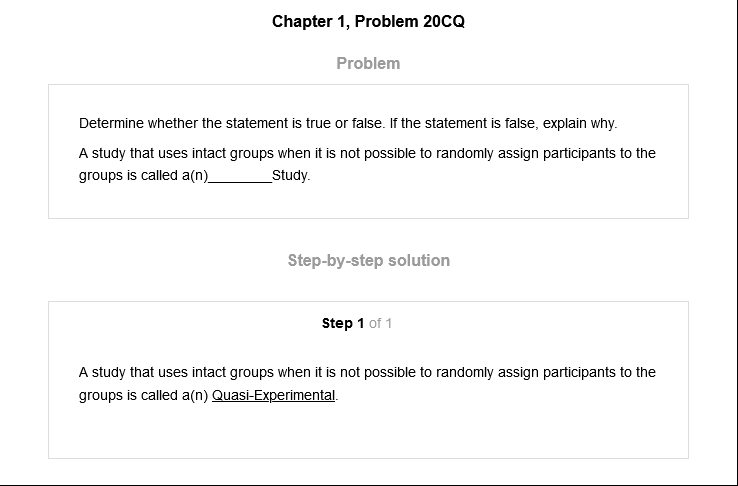 Chapter 1, Problem 20CQ
Problem
Determine whether the statement is true or false. If the statement is false, explain why.
A study that uses intact groups when it is not possible to randomly assign participants to the
groups is called a(n)________Study.
Step-by-step solution
Step 1 of 1
A study that uses intact groups when it is not possible to randomly assign participants to the
groups is called a(n) Quasi-Experimental.